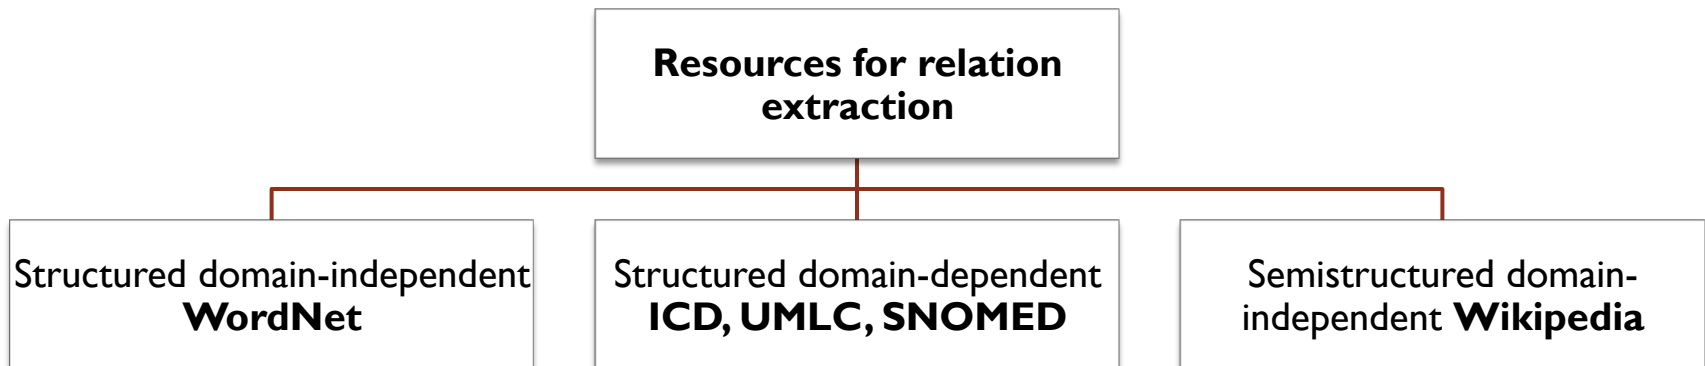 Resources for relation
extraction
Structured domain-independent
WordNet
Structured domain-dependent
ICD, UMLC, SNOMED
Semistructured domain-
independent Wikipedia